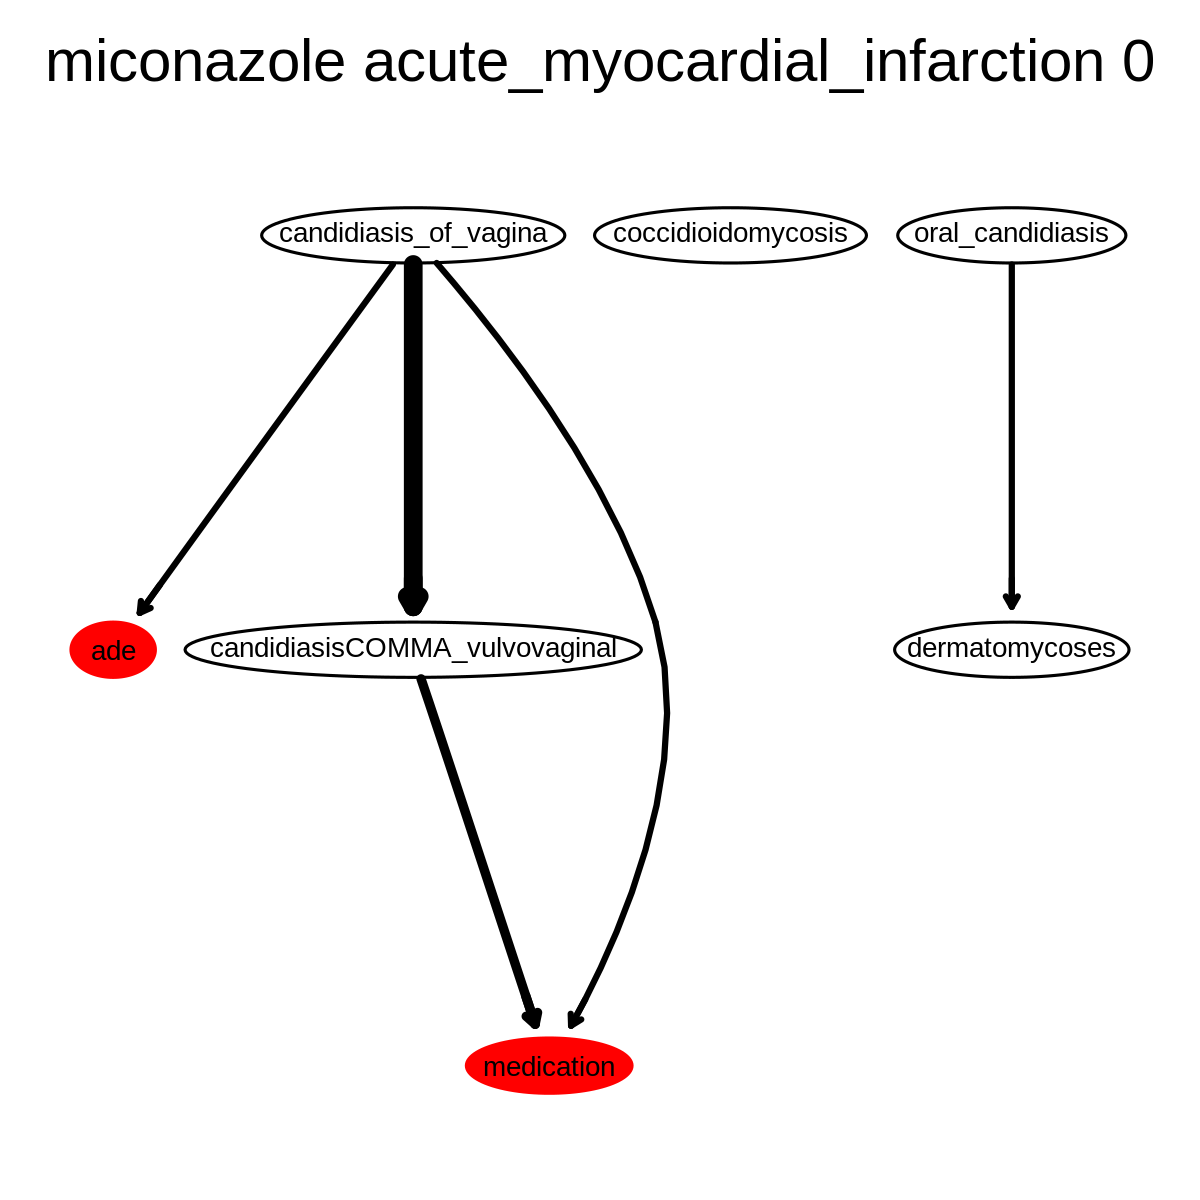 miconazole acute_myocardial_infarction 0
candidiasis_of_vagina
coccidioidomycosis
oral_candidiasis
ade
candidiasisCOMMA_vulvovaginal
dermatomycoses
medication